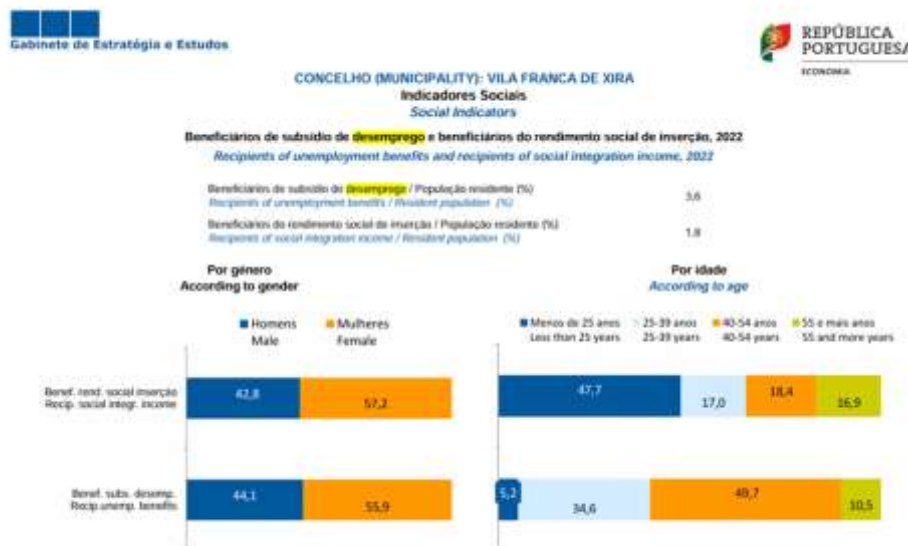 Gabinete de Estratégia e Estudos
REPÚBLICA
PORTUGUESA
ECONOMIA
CONCELHO (MUNICIPALITY): VILA FRANCA DE XIRA
Indicadores Sociais
Social Indicators
Beneficiários de subsídio de desemprego e beneficiários do rendimento social de inserção, 2022
Recipients of unemployment benefits and recipients of social integration income, 2022
Beneficiários de subsídio de desemprego / População residente (%)
Recipients of unemployment benefits / Resident population (%)
3,6
Beneficiários do rendimento social de inserção / População residente (%)
Recipients of social integration income / Resident population (%)
1,8
Por género
According to gender
Homens Mulheres
Male Female
Benef. rend. social inserção
Recip. social integr. income
42,8 57,2
Benef. subs. desemp.
Recip.unemp. benefits
44,1 55,9
Por idade
According to age
Menos de 25 anos 25-39 anos 40-54 anos 55 e mais anos
Less than 25 years 25-39 years 40-54 years 55 and more years
47,7 17,0 18,4 16,9
5,2 34,6 49,7 10,5